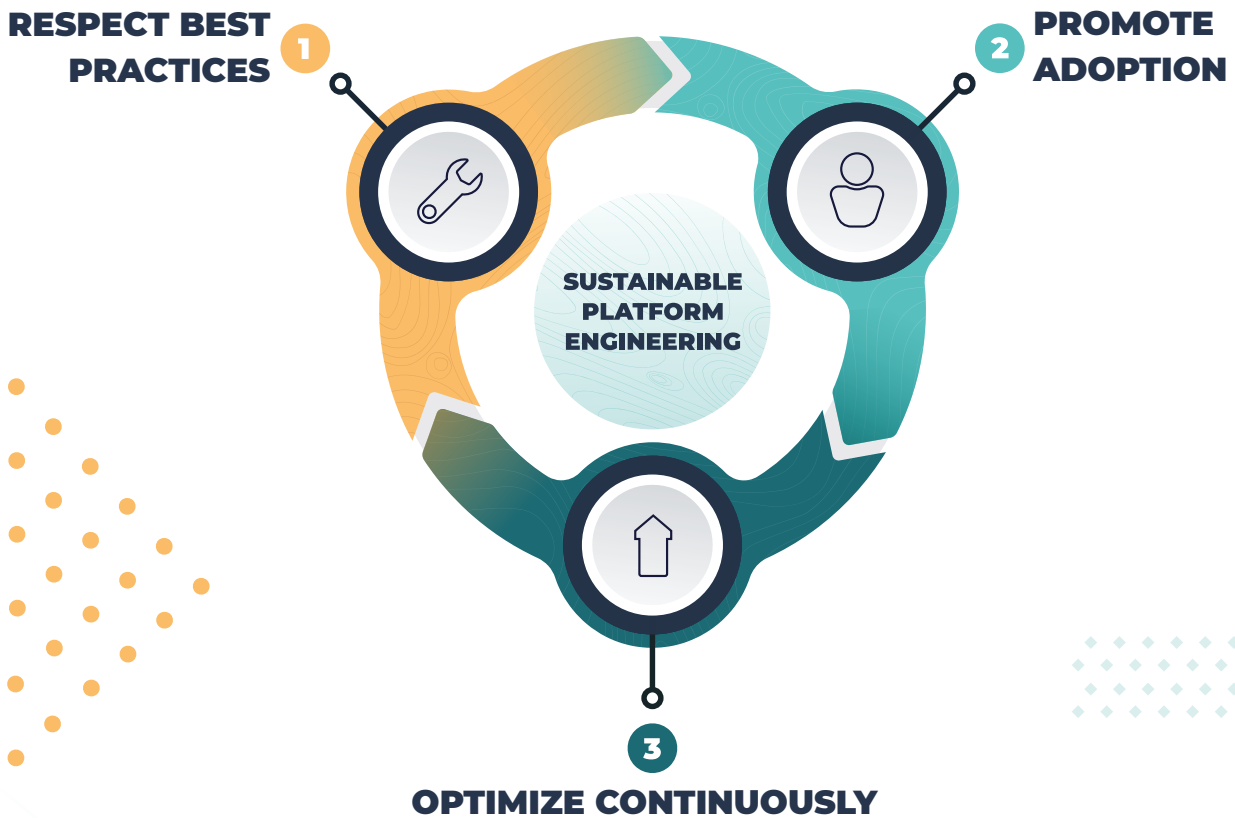 RESPECT BEST
PRACTICES
1
2
PROMOTE
ADOPTION
SUSTAINABLE
PLATFORM
ENGINEERING
3
OPTIMIZE CONTINUOUSLY